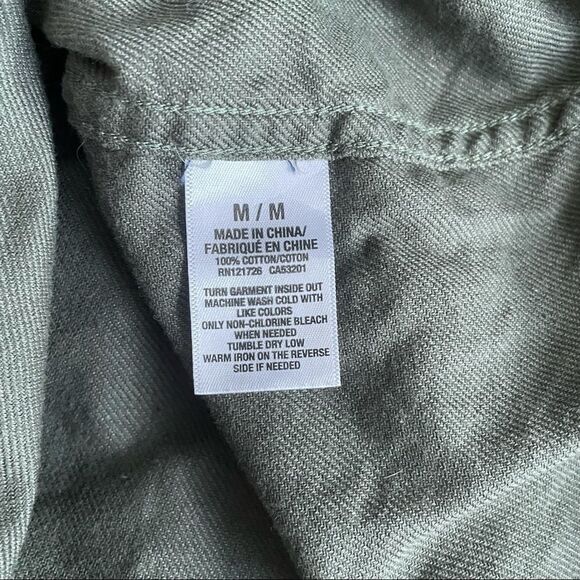 M / M
MADE IN CHINA/
FABRIQUÉ EN CHINE
100% COTTON/COTON
RN121726 CA53201
TURN GARMENT INSIDE OUT
MACHINE WASH COLD WITH
LIKE COLORS
ONLY NON-CHLORINE BLEACH
WHEN NEEDED
TUMBLE DRY LOW
WARM IRON ON THE REVERSE
SIDE IF NEEDED